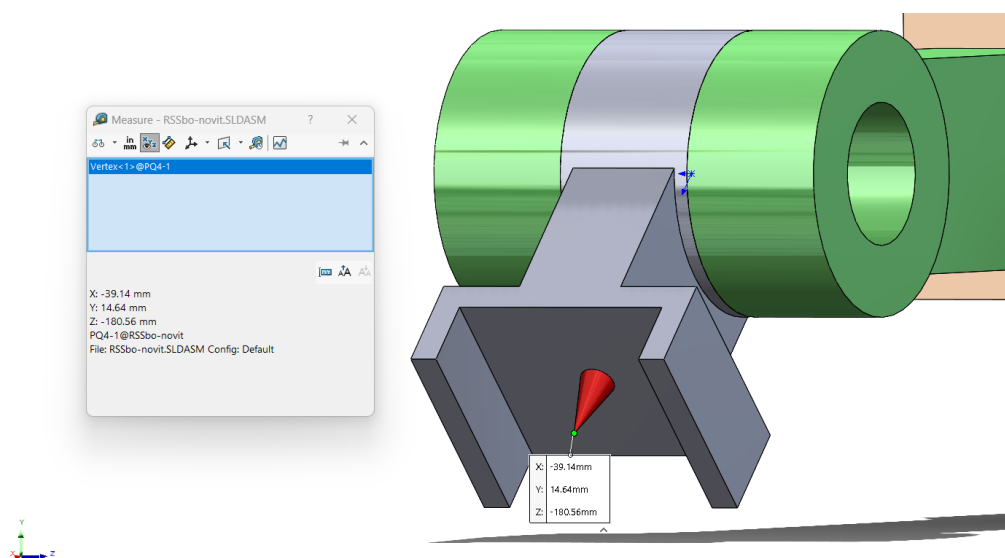 Measure - RSSbo-novit.SLDASM ? ×
in
mm
Vertex<1>@PQ4-1
X: -39.14 mm
Y: 14.64 mm
Z: -180.56 mm
PQ4-1@RSSbo-novit
File: RSSbo-novit.SLDASM Config: Default
X: -39.14mm
Y: 14.64mm
Z: -180.56mm
Y
X Z